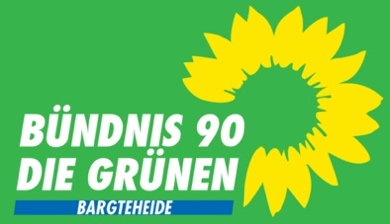 BÜNDNIS 90
DIE GRÜNEN
BARGTEHEIDE